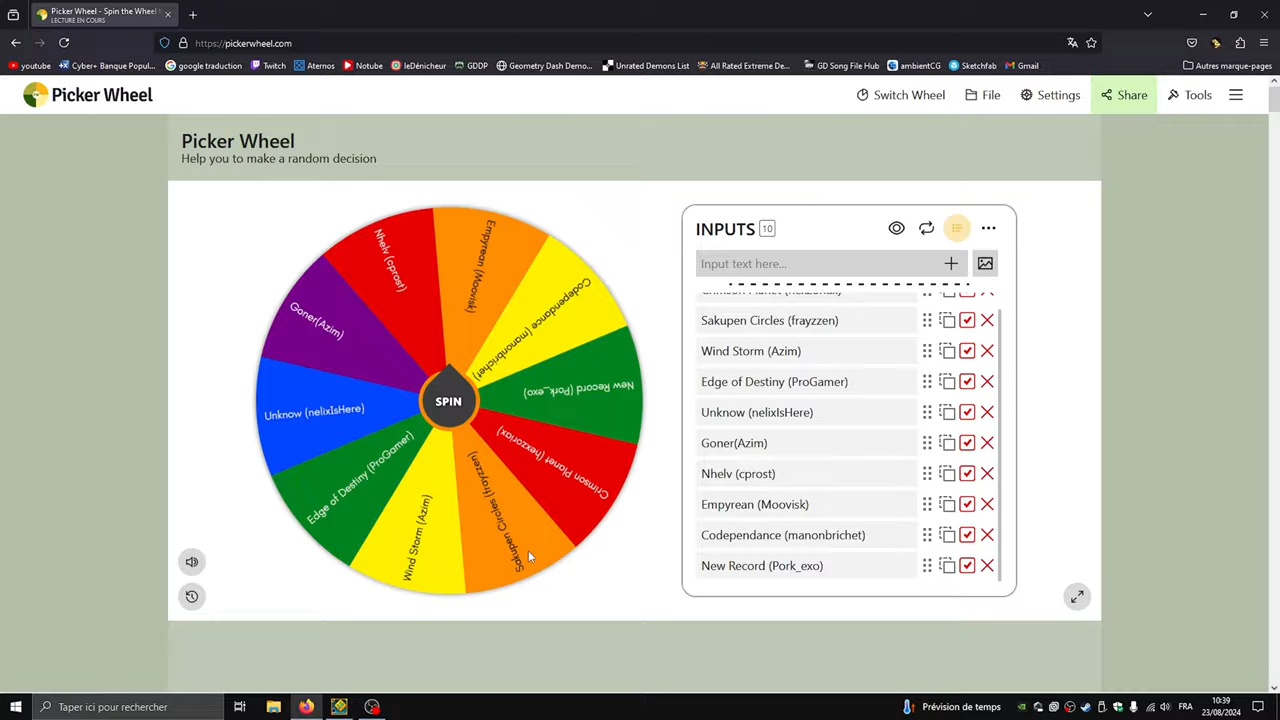 Picker Wheel - Spin the Wheel t
LECTURE EN COURS
https://pickerwheel.com
youtube
Cyber+ Banque Popul...
google traduction
Twitch
Aternos
Notube
leDénicheur
GDDP
Geometry Dash Demo...
Unrated Demons List
All Rated Extreme De...
GD Song File Hub
ambientCG
Sketchfab
Gmail
Autres marque-pages
Picker Wheel
Switch Wheel
File
Settings
Share
Tools
Picker Wheel
Help you to make a random decision
Nhelv (cprost)
Empyrean (Moovisk)
Codependance (manonbrichet)
New Record (Pork_exo)
Crimson Planet (hexzoriax)
Sakupen Circles (frayzzen)
Wind Storm (Azim)
Edge of Destiny (ProGamer)
Unknow (nelixIsHere)
Goner(Azim)
SPIN
INPUTS 10
Input text here...
Crimson Planet (hexzoriax)
Sakupen Circles (frayzzen)
Wind Storm (Azim)
Edge of Destiny (ProGamer)
Unknow (nelixIsHere)
Goner(Azim)
Nhelv (cprost)
Empyrean (Moovisk)
Codependance (manonbrichet)
New Record (Pork_exo)
Taper ici pour rechercher
Prévision de temps
FRA
10:39
23/08/2024